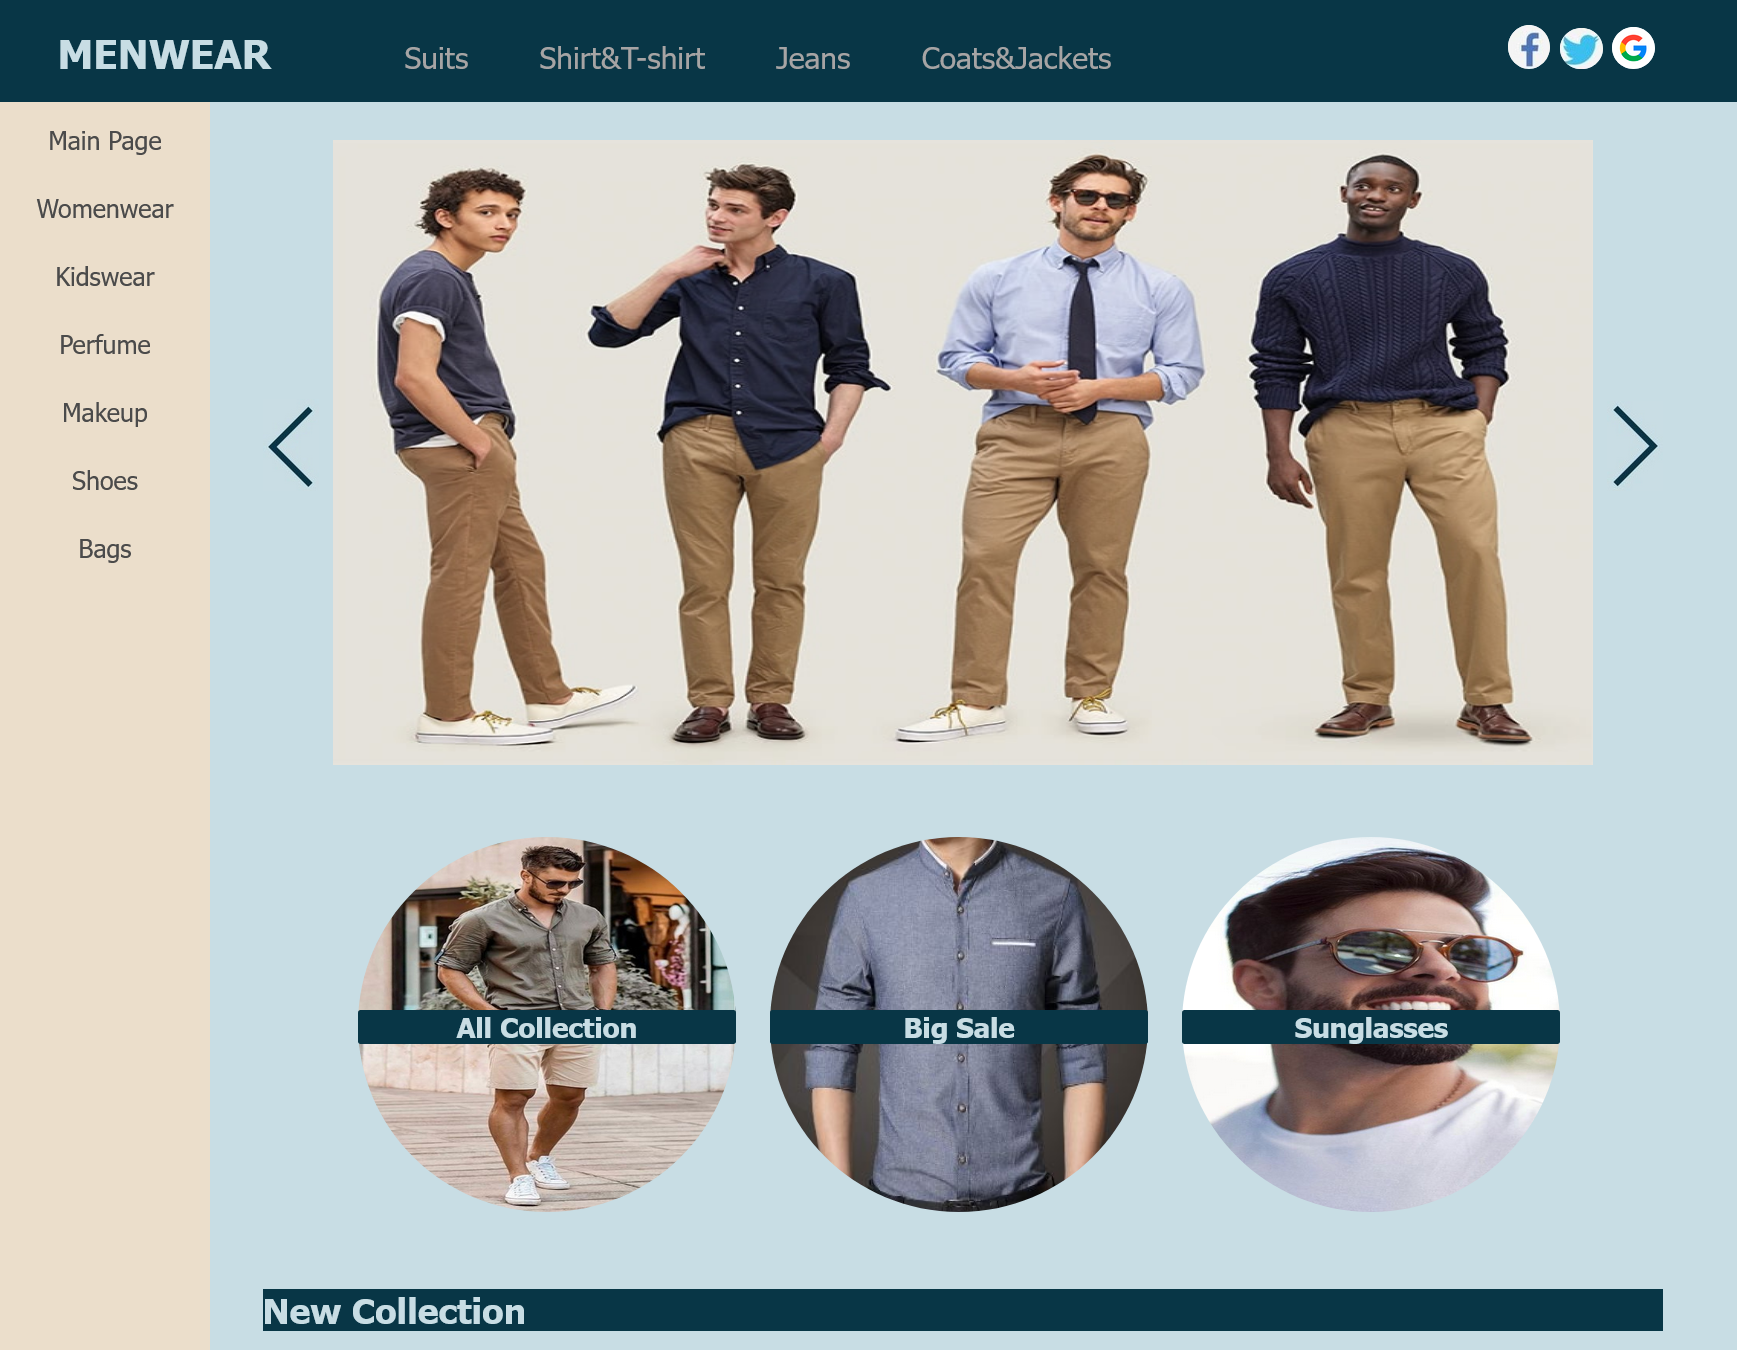 MENWEAR
Suits
Shirt&T-shirt
Jeans
Coats&Jackets
Main Page
Womenwear
Kidswear
Perfume
Makeup
Shoes
Bags
All Collection
Big Sale
Sunglasses
New Collection